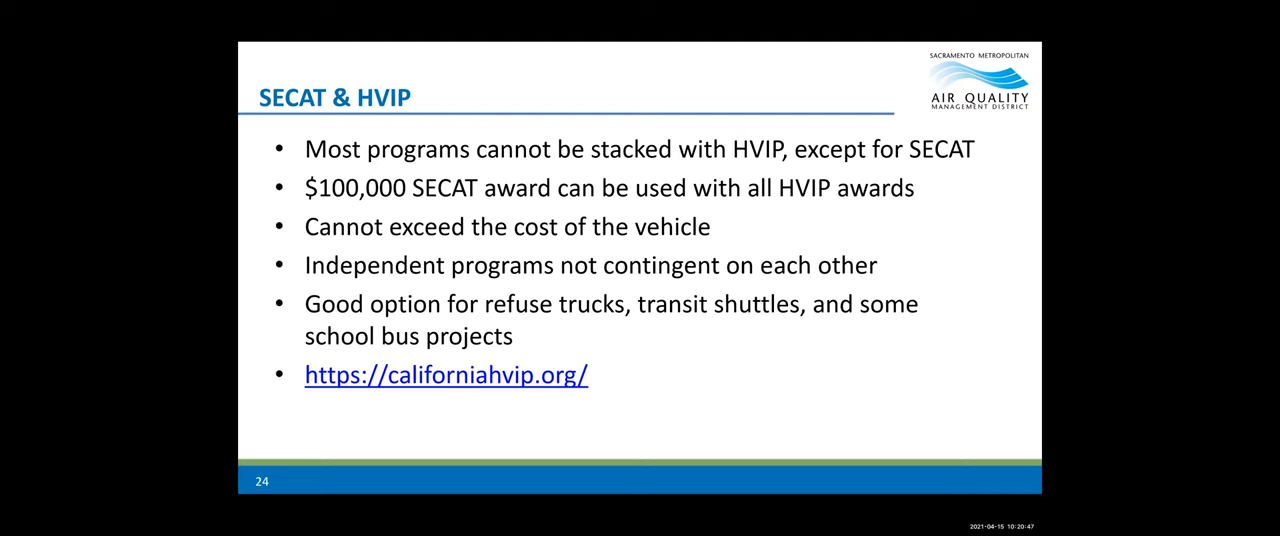 SACRAMENTO METROPOLITAN
AIR QUALITY
MANAGEMENT DISTRICT
SECAT & HVIP
• Most programs cannot be stacked with HVIP, except for SECAT
• $100,000 SECAT award can be used with all HVIP awards
• Cannot exceed the cost of the vehicle
• Independent programs not contingent on each other
• Good option for refuse trucks, transit shuttles, and some
school bus projects
• https://californiahvip.org/
24
2021-04-15 10:20:47